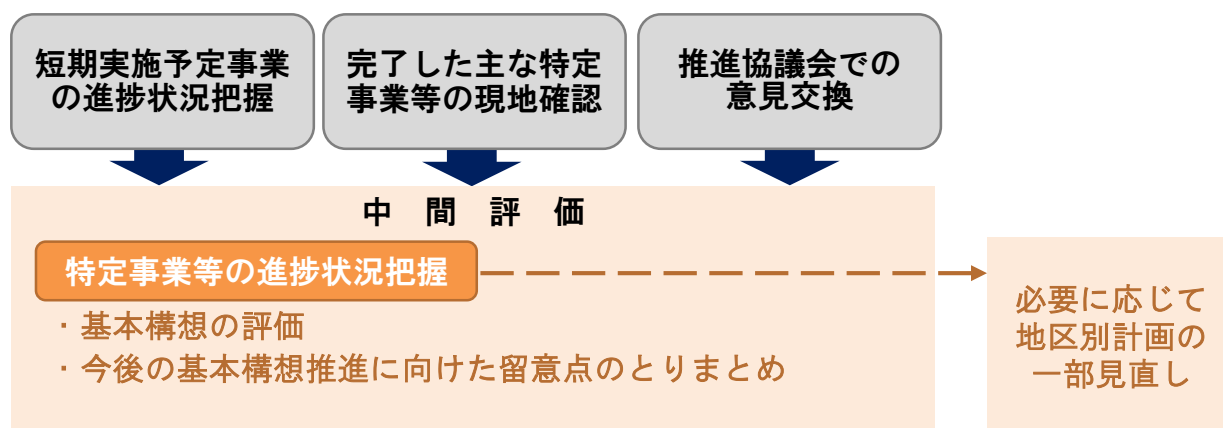 短期実施予定事業
の進捗状況把握
完了した主な特定
事業等の現地確認
推進協議会での
意見交換
中間評価
特定事業等の進捗状況把握
・基本構想の評価
・今後の基本構想推進に向けた留意点のとりまとめ
必要に応じて
地区別計画の
一部見直し